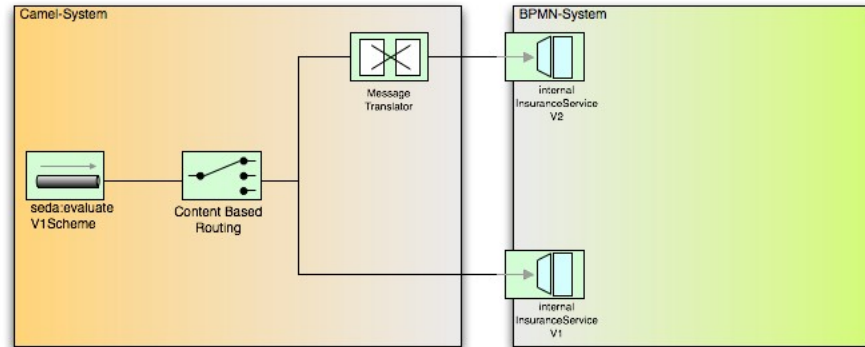 Camel-System
BPMN-System
Message
Translator
internal
InsuranceService
V2
seda:evaluate
V1Scheme
Content Based
Routing
internal
InsuranceService
V1